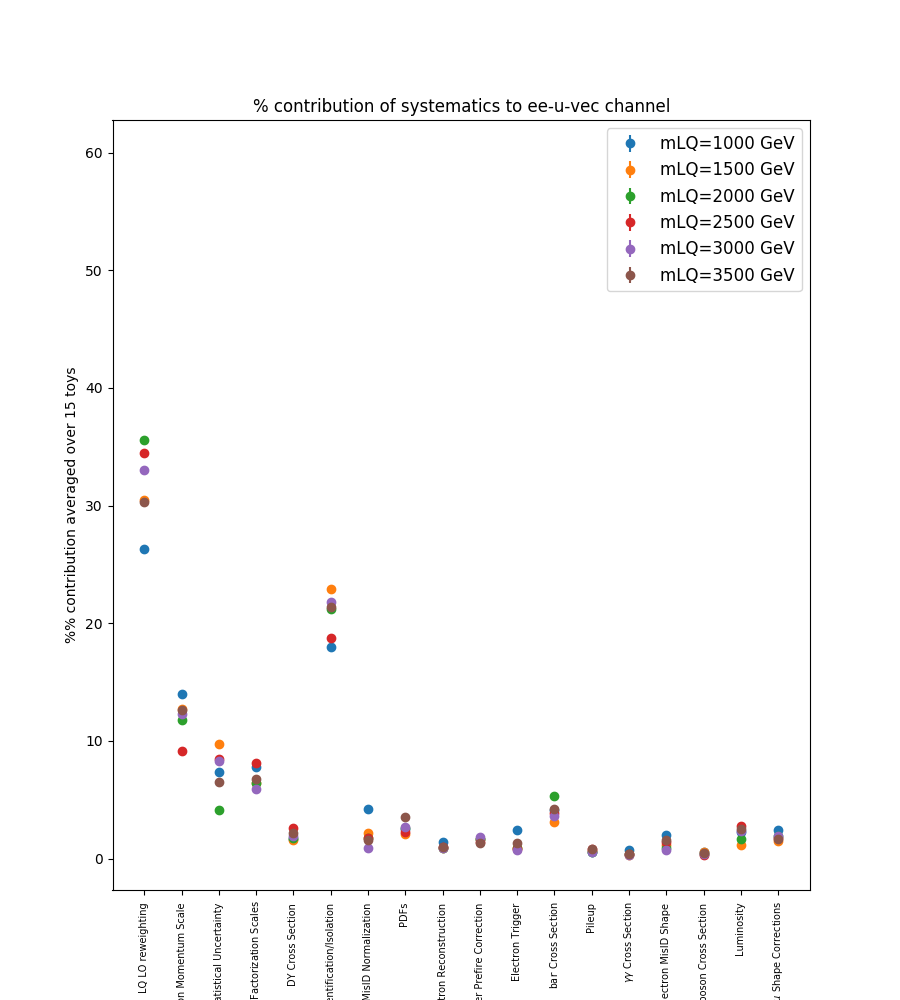 % contribution of systematics to ee-u-vec channel
mLQ=1000 GeV
mLQ=1500 GeV
mLQ=2000 GeV
mLQ=2500 GeV
mLQ=3000 GeV
mLQ=3500 GeV
%% contribution averaged over 15 toys
60
50
40
30
20
10
0
LQ LO reweighting
n Momentum Scale
atistical Uncertainty
Factorization Scales
DY Cross Section
entification/Isolation
MisID Normalization
PDFs
tron Reconstruction
er Prefire Correction
Electron Trigger
bar Cross Section
Pileup
γγ Cross Section
ectron MisID Shape
boson Cross Section
Luminosity
Shape Corrections